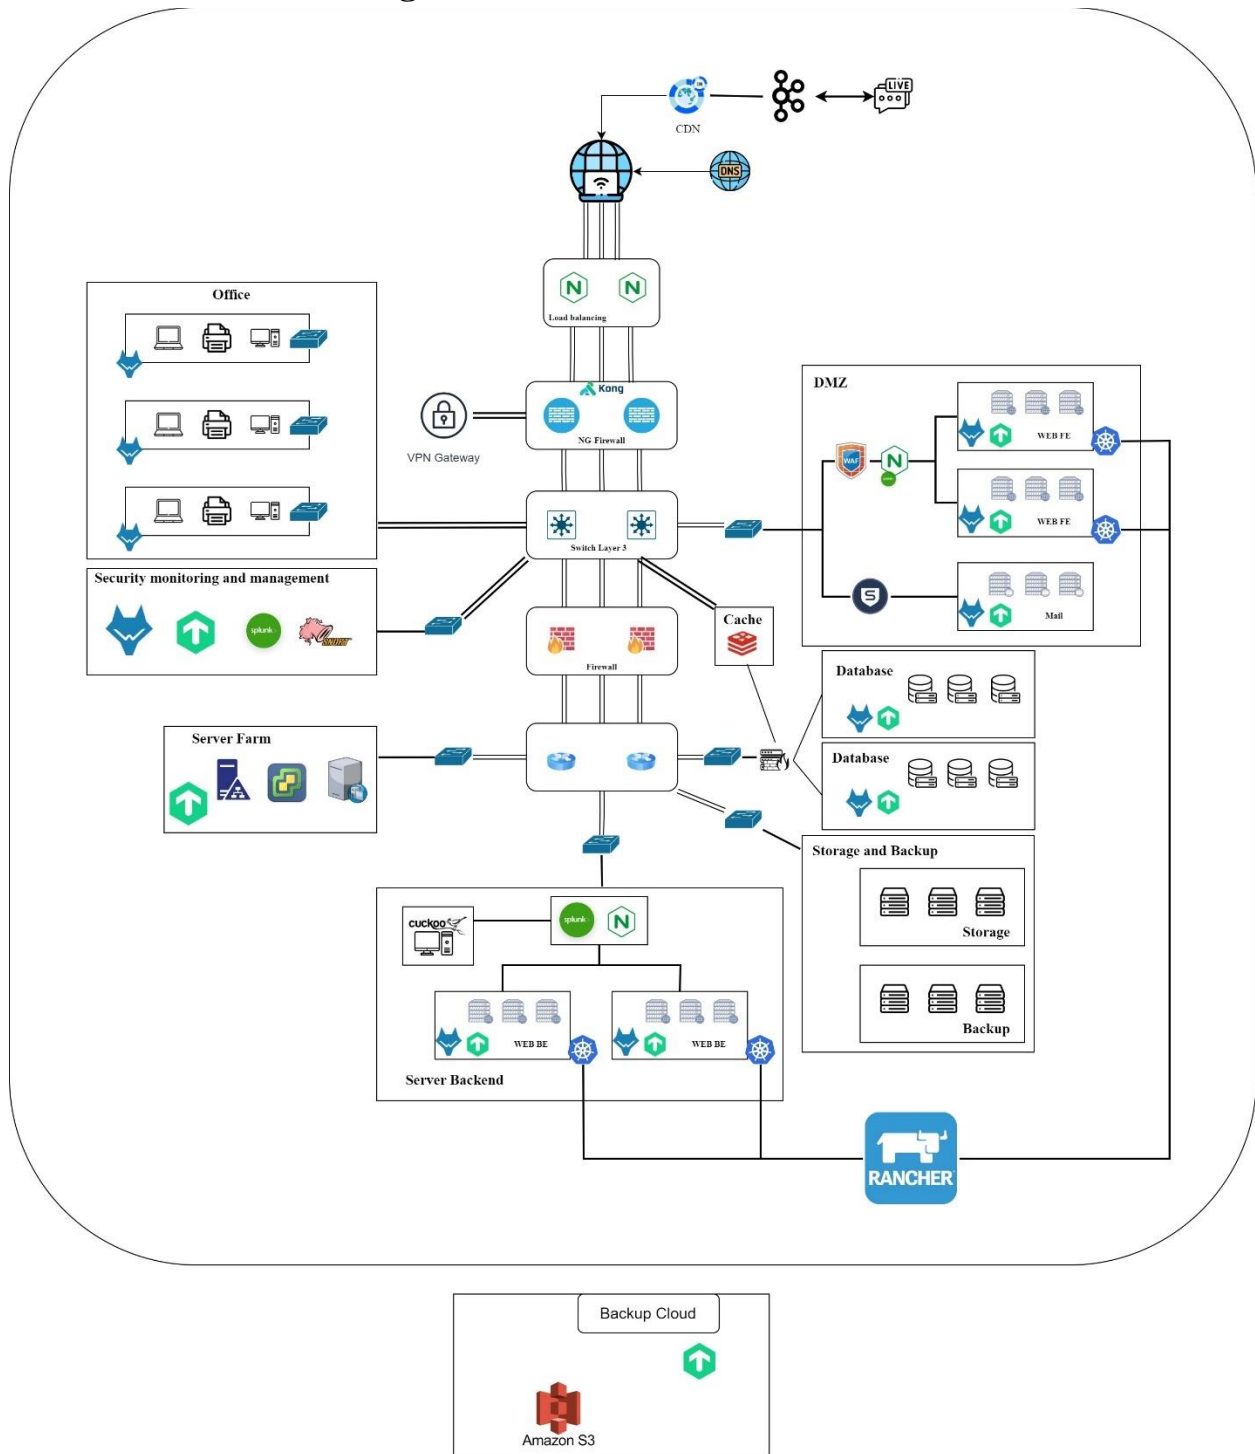 LIVE
CDN
DNS
Load balancing
Office
Kong
NG Firewall
VPN Gateway
DMZ
WEB FE
WAF
WEB FE
Switch Layer 3
Mail
Security monitoring and management
splunk>
SNORT
Cache
Firewall
Database
Server Farm
Database
Storage and Backup
Storage
cuckoo
splunk>
Backup
WEB BE
WEB BE
Server Backend
RANCHER
Backup Cloud
Amazon S3